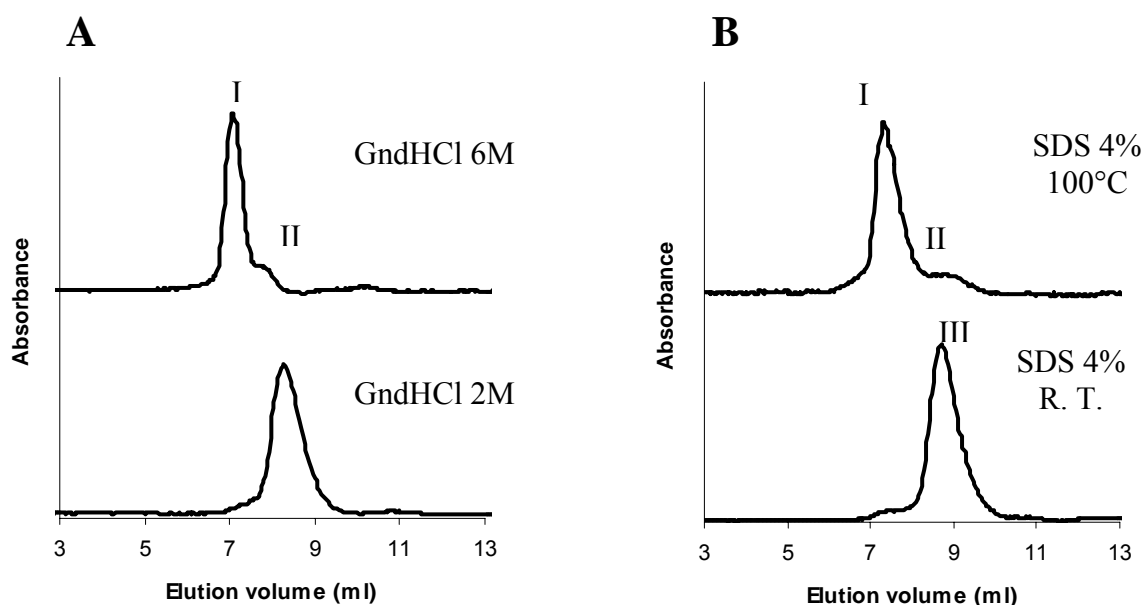 A
I
GndHCl 6M
II
Absorbance
GndHCl 2M
3 5 7 9 11 13
Elution volume (ml)
B
I
SDS 4%
100°C
II
Absorbance
III
SDS 4%
R. T.
3 5 7 9 11 13
Elution volume (ml)